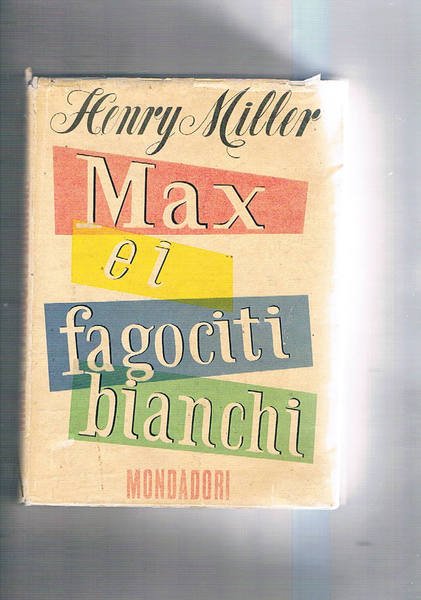 Henry Miller
Max
e i
fagociti
bianchi
MONDADORI